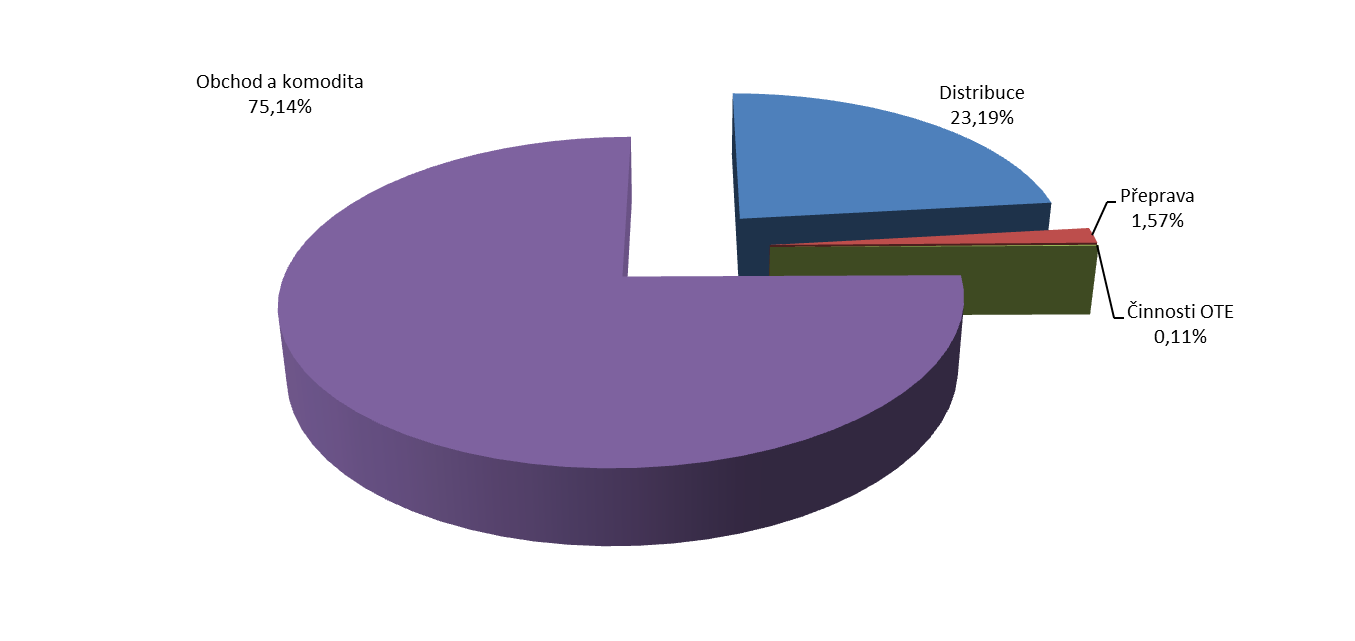 Obchod a komodita
75,14%
Distribuce
23,19%
Přeprava
1,57%
Činnosti OTE
0,11%